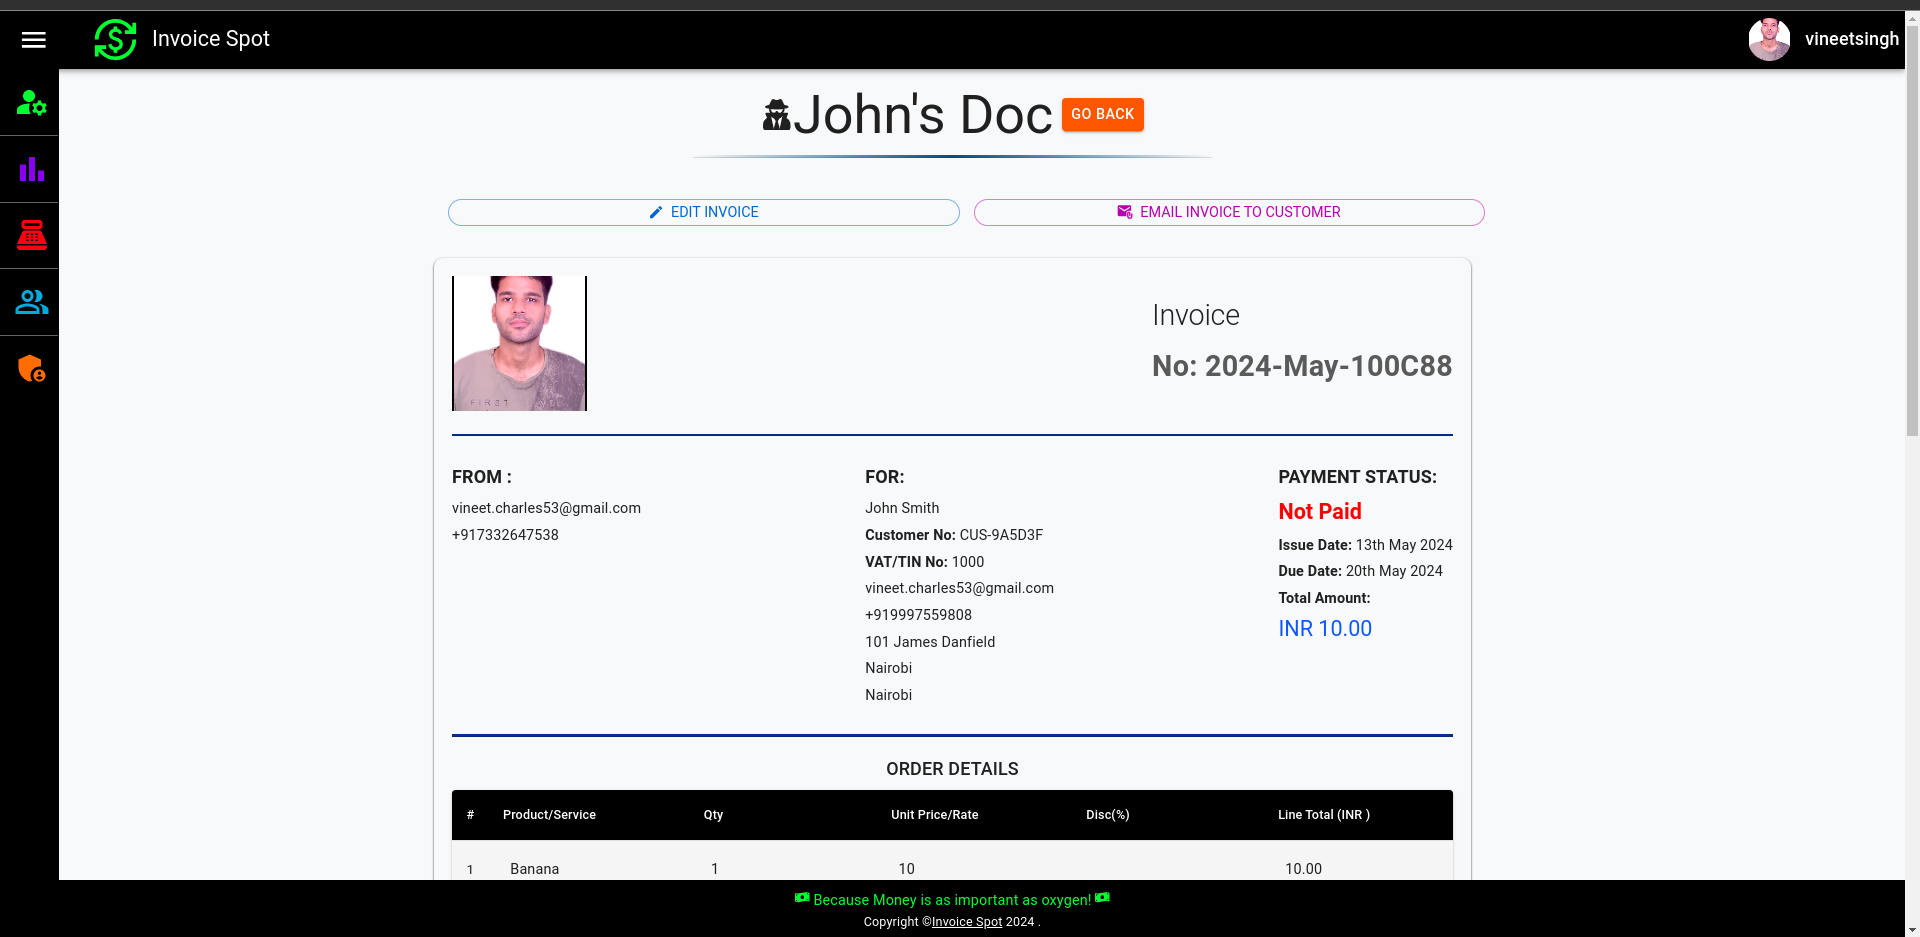 Invoice Spot
vineetsingh
John's Doc
GO BACK
EDIT INVOICE
EMAIL INVOICE TO CUSTOMER
FIRST
Invoice
No: 2024-May-100C88
FROM :
vineet.charles53@gmail.com
+917332647538
FOR:
John Smith
Customer No: CUS-9A5D3F
VAT/TIN No: 1000
vineet.charles53@gmail.com
+919997559808
101 James Danfield
Nairobi
Nairobi
PAYMENT STATUS:
Not Paid
Issue Date: 13th May 2024
Due Date: 20th May 2024
Total Amount:
INR 10.00
ORDER DETAILS
# Product/Service Qty Unit Price/Rate Disc(%) Line Total (INR )
1 Banana 1 10 10.00
Because Money is as important as oxygen!
Copyright ©Invoice Spot 2024 .